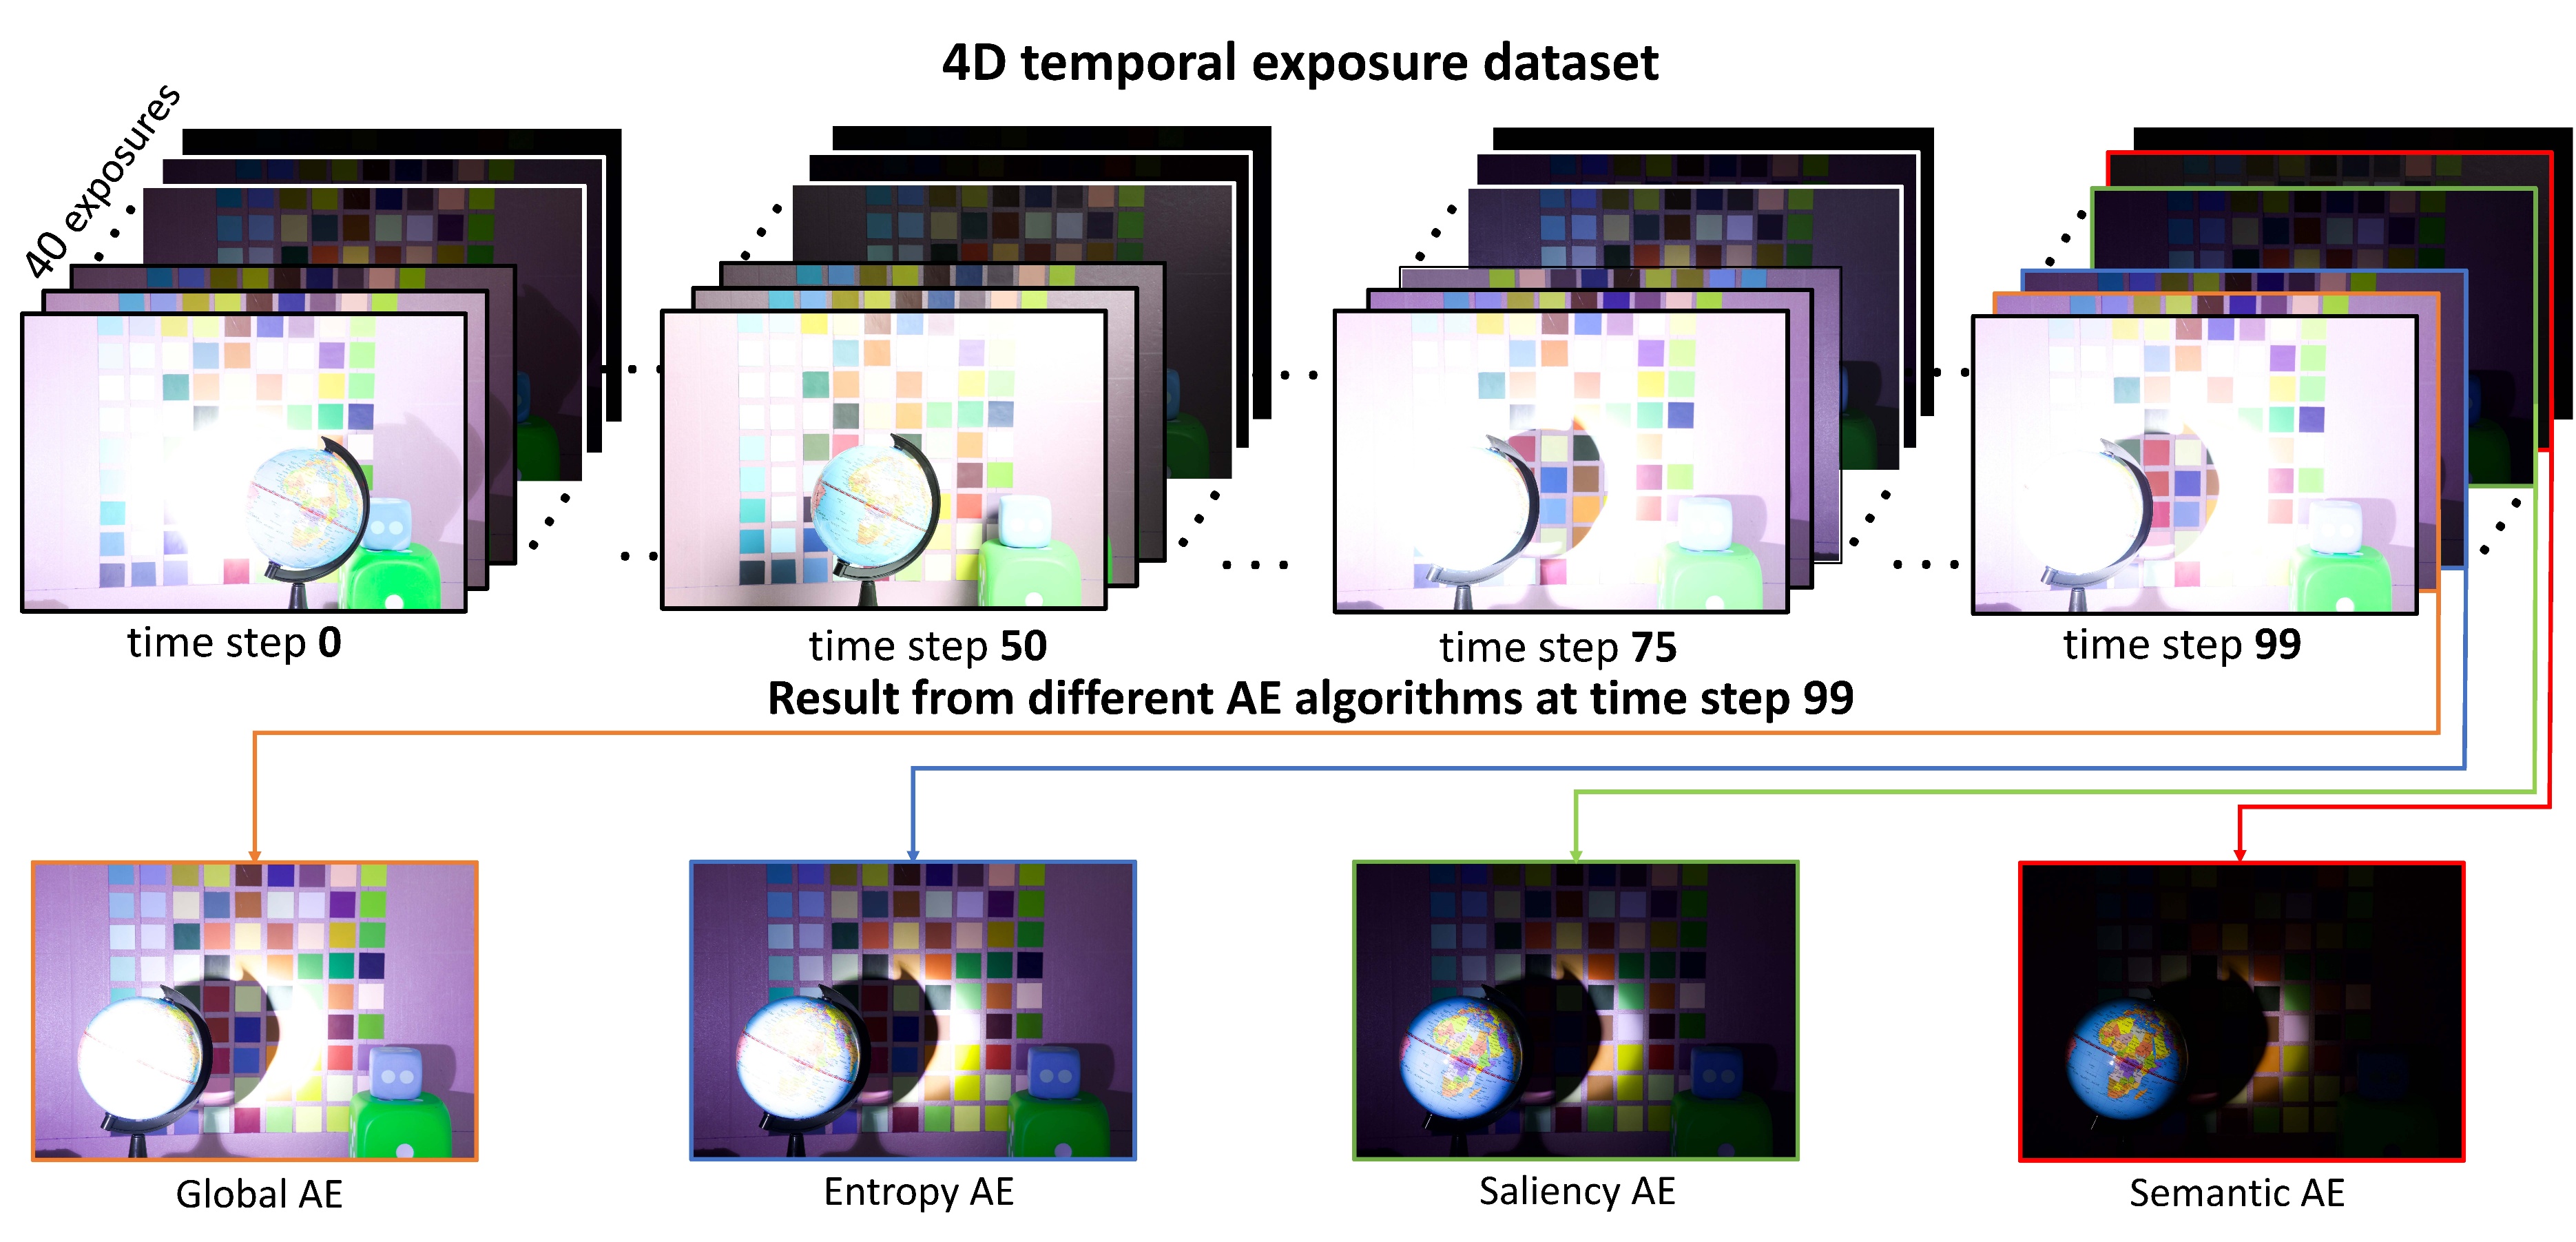 4D temporal exposure dataset
40 exposures
time step 0
time step 50
time step 75
time step 99
Result from different AE algorithms at time step 99
Global AE
Entropy AE
Saliency AE
Semantic AE